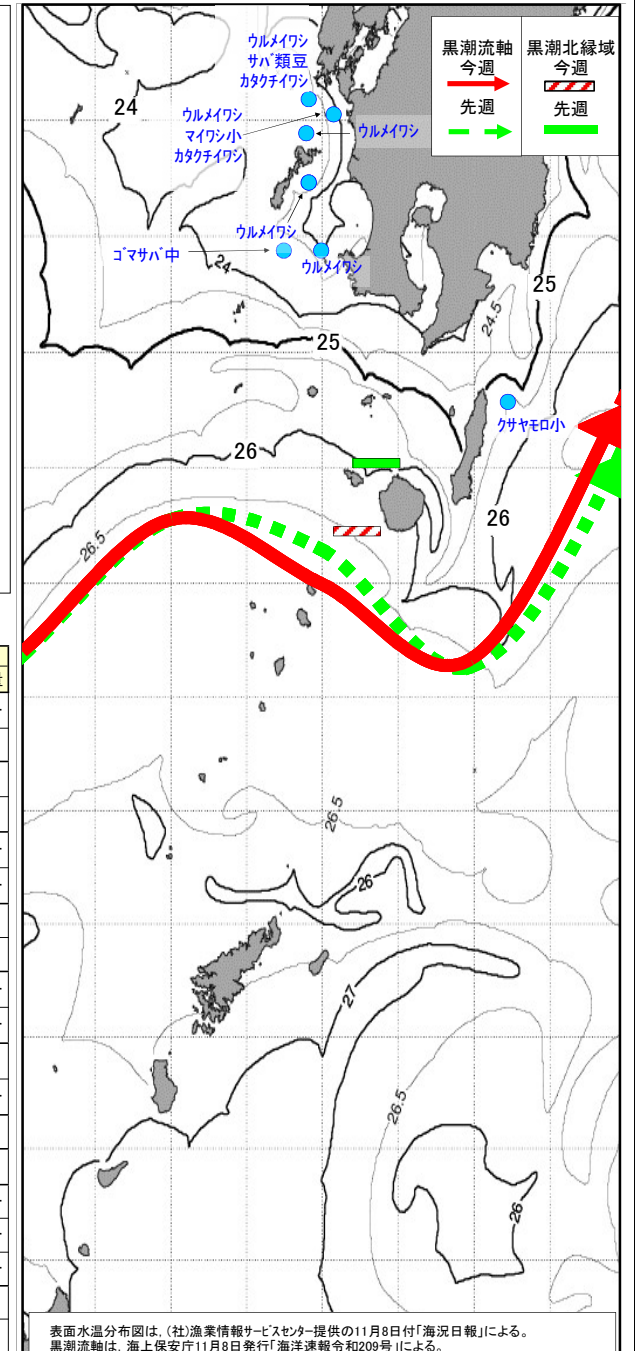 黒潮流軸
今週
先週
黒潮北縁域
今週
先週
ウルメイワシ
サバ類豆
カタクチイワシ
24
ウルメイワシ
マイワシ小
カタクチイワシ
ウルメイワシ
ウルメイワシ
ゴマサバ中
ウルメイワシ
24
25
24.5
25
クサヤモロ小
26
26
26.5
26.5
26
27
26.5
26
表面水温分布図は、(社)漁業情報サービスセンター提供の11月8日付「海況日報」による。
黒潮流軸は、海上保安庁11月8日発行「海洋速報令和209号」による。